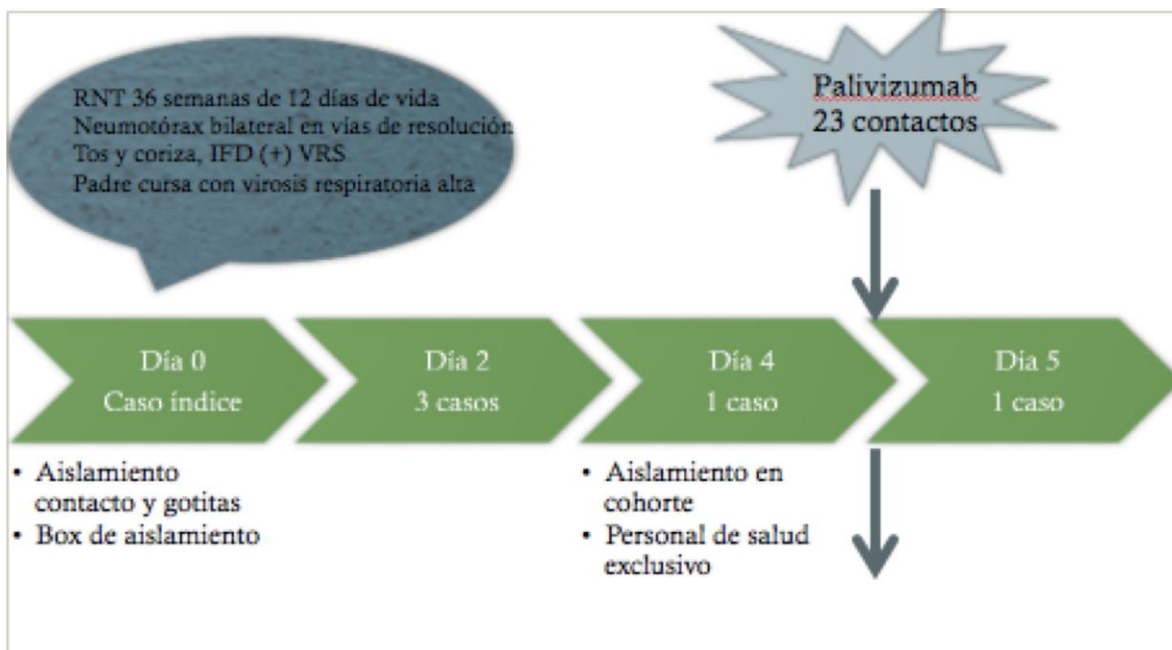 RNT 36 semanas de 12 días de vida
Neumotórax bilateral en vías de resolución
Tos y coriza, IFD (+) VRS
Padre cursa con virosis respiratoria alta
Palivizumab
23 contactos
Día 0
Caso índice
Día 2
3 casos
Día 4
1 caso
Dia 5
1 caso
• Aislamiento
contacto y gotitas
• Box de aislamiento
• Aislamiento en
cohorte
• Personal de salud
exclusivo